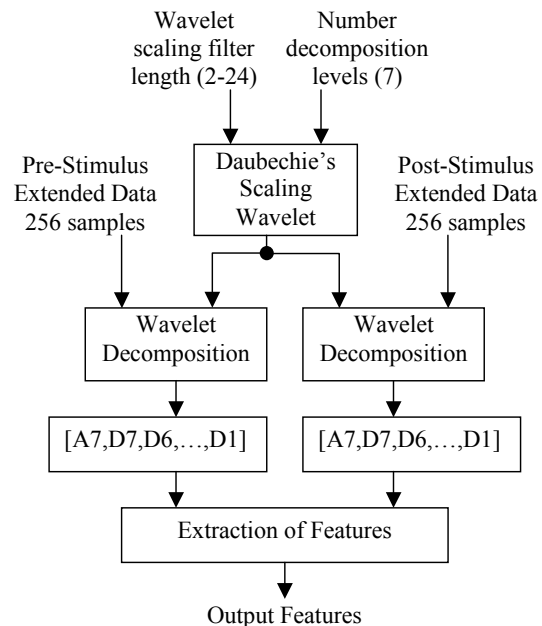 Wavelet
scaling filter
length (2-24)
Number
decomposition
levels (7)
Pre-Stimulus
Extended Data
256 samples
Daubechie's
Scaling
Wavelet
Post-Stimulus
Extended Data
256 samples
Wavelet
Decomposition
Wavelet
Decomposition
[A7,D7,D6,…,D1]
[A7,D7,D6,…,D1]
Extraction of Features
Output Features